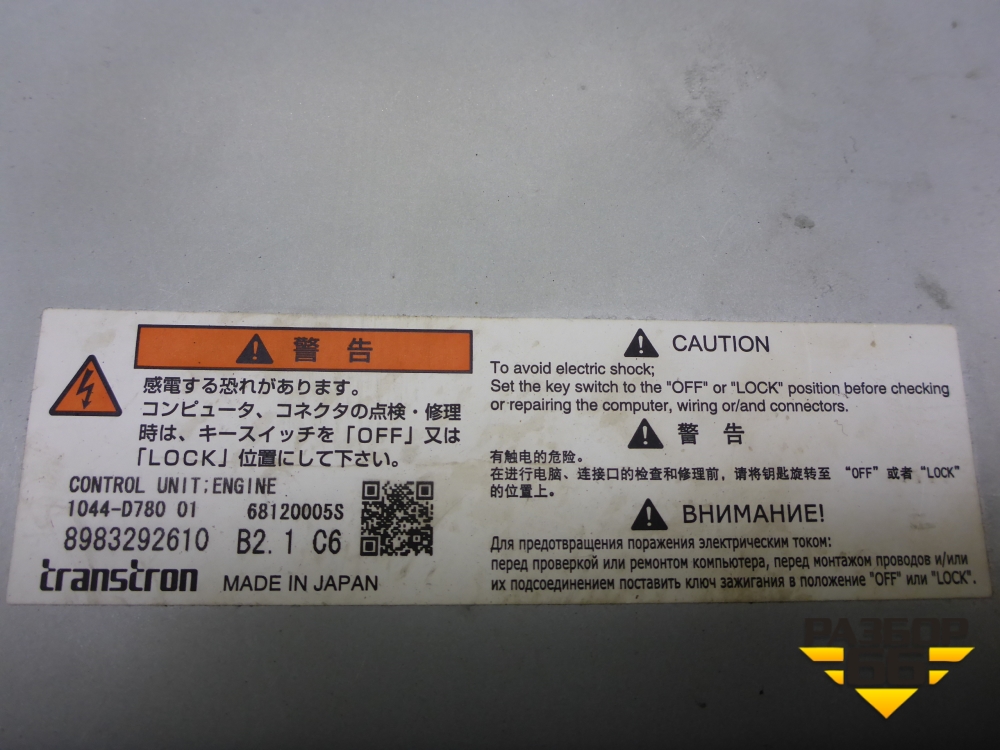 警告
感電する恐れがあります。
コンピュータ、コネクタの点検・修理
時は、キースイッチを「OFF」又は
「LOCK」位置にして下さい。
CONTROL UNIT;ENGINE
1044-D780 01 68120005S
8983292610 B2.1 C6
transtron MADE IN JAPAN
CAUTION
To avoid electric shock;
Set the key switch to the "OFF" or "LOCK" position before checking
or repairing the computer, wiring or/and connectors.
警告
有触电的危险。
在进行电脑、连接口的检查和修理前，请将钥匙旋转至 “OFF” 或者 “LOCK”
的位置上。
ВНИМАНИЕ!
Для предотвращения поражения электрическим током:
перед проверкой или ремонтом компьютера, перед монтажом проводов и/или
их подсоединением поставить ключ зажигания в положение "OFF" или "LOCK".
РАЗБОР
66